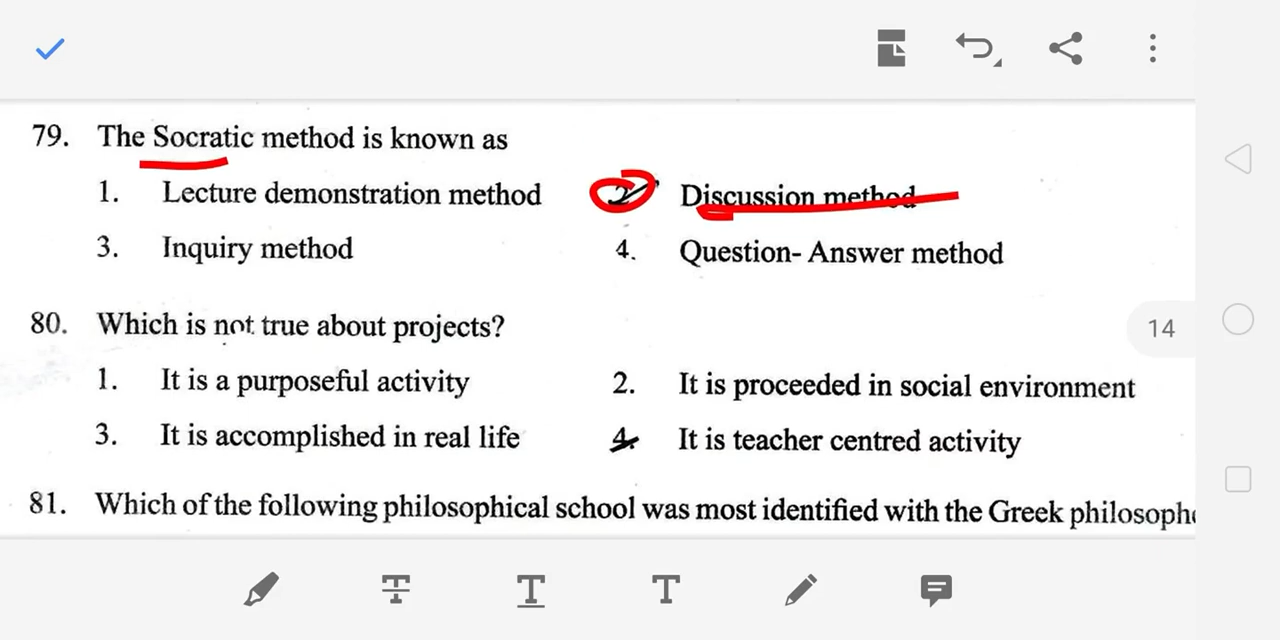 79. The Socratic method is known as
1. Lecture demonstration method 2. Discussion method
3. Inquiry method 4. Question- Answer method
80. Which is not true about projects?
14
1. It is a purposeful activity 2. It is proceeded in social environment
3. It is accomplished in real life 4. It is teacher centred activity
81. Which of the following philosophical school was most identified with the Greek philosophe
T T T